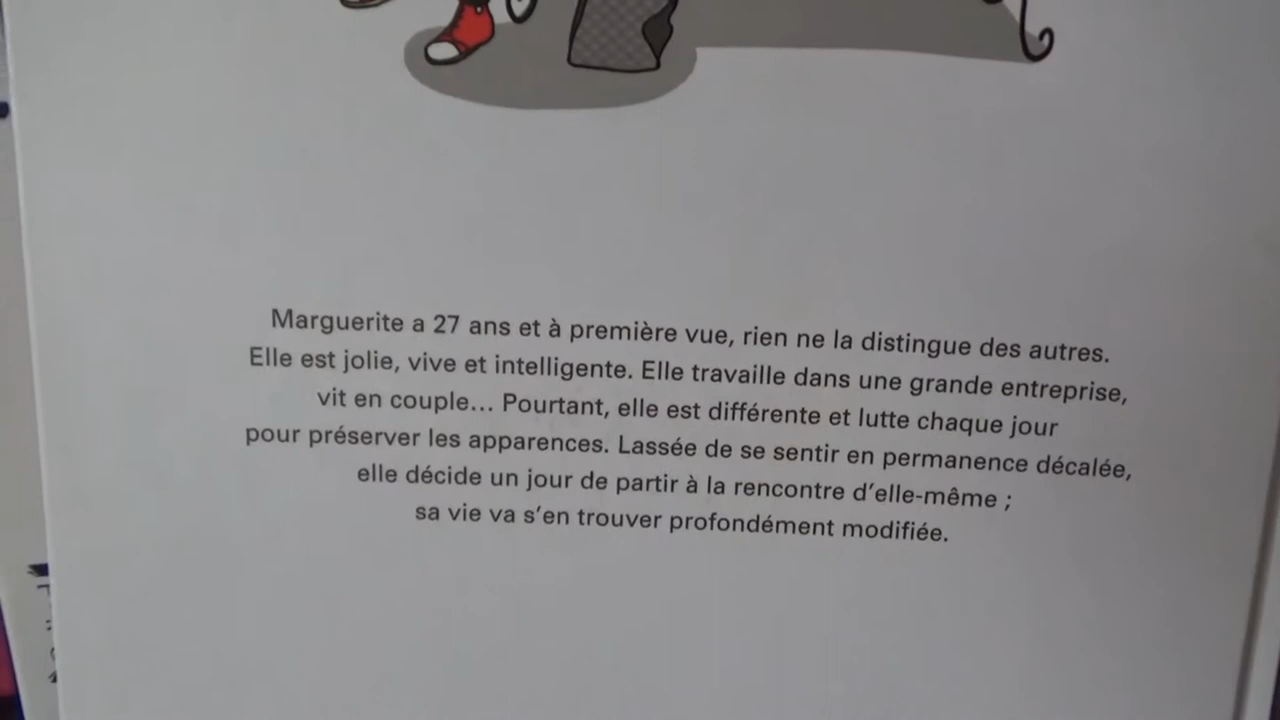 Marguerite a 27 ans et à première vue, rien ne la distingue des autres.
Elle est jolie, vive et intelligente. Elle travaille dans une grande entreprise,
vit en couple... Pourtant, elle est différente et lutte chaque jour
pour préserver les apparences. Lassée de se sentir en permanence décalée,
elle décide un jour de partir à la rencontre d'elle-même ;
sa vie va s'en trouver profondément modifiée.